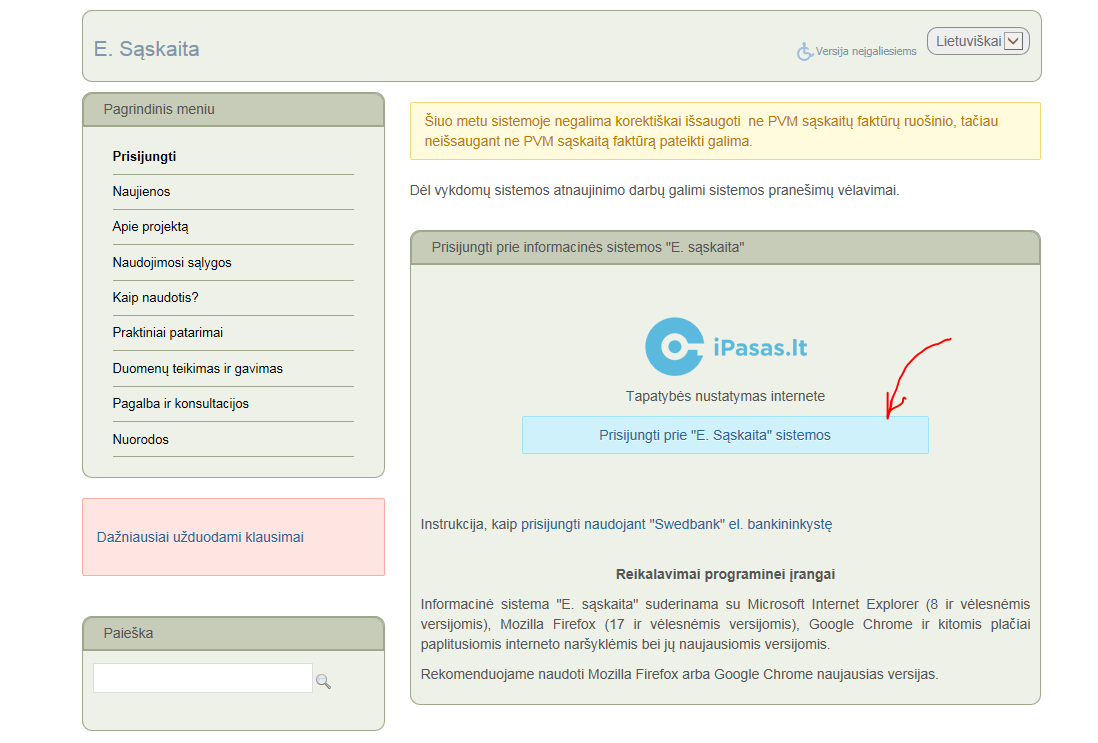 E. Sąskaita
Versija neįgaliesiems
Lietuviškai
Pagrindinis meniu
Prisijungti
Naujienos
Apie projektą
Naudojimosi sąlygos
Kaip naudotis?
Praktiniai patarimai
Duomenų teikimas ir gavimas
Pagalba ir konsultacijos
Nuorodos
Dažniausiai užduodami klausimai
Paieška
Šiuo metu sistemoje negalima korektiškai išsaugoti ne PVM sąskaitų faktūrų ruošinio, tačiau
neišsaugant ne PVM sąskaitą faktūrą pateikti galima.
Dėl vykdomų sistemos atnaujinimo darbų galimi sistemos pranešimų vėlavimai.
Prisijungti prie informacinės sistemos "E. sąskaita"
iPasas.lt
Tapatybės nustatymas internete
Prisijungti prie "E. Sąskaita" sistemos
Instrukcija, kaip prisijungti naudojant "Swedbank" el. bankininkystę
Reikalavimai programinei įrangai
Informacinė sistema "E. sąskaita" suderinama su Microsoft Internet Explorer (8 ir vėlesnėmis
versijomis), Mozilla Firefox (17 ir vėlesnėmis versijomis), Google Chrome ir kitomis plačiai
paplitusiomis interneto naršyklėmis bei jų naujausiomis versijomis.
Rekomenduojame naudoti Mozilla Firefox arba Google Chrome naujausias versijas.